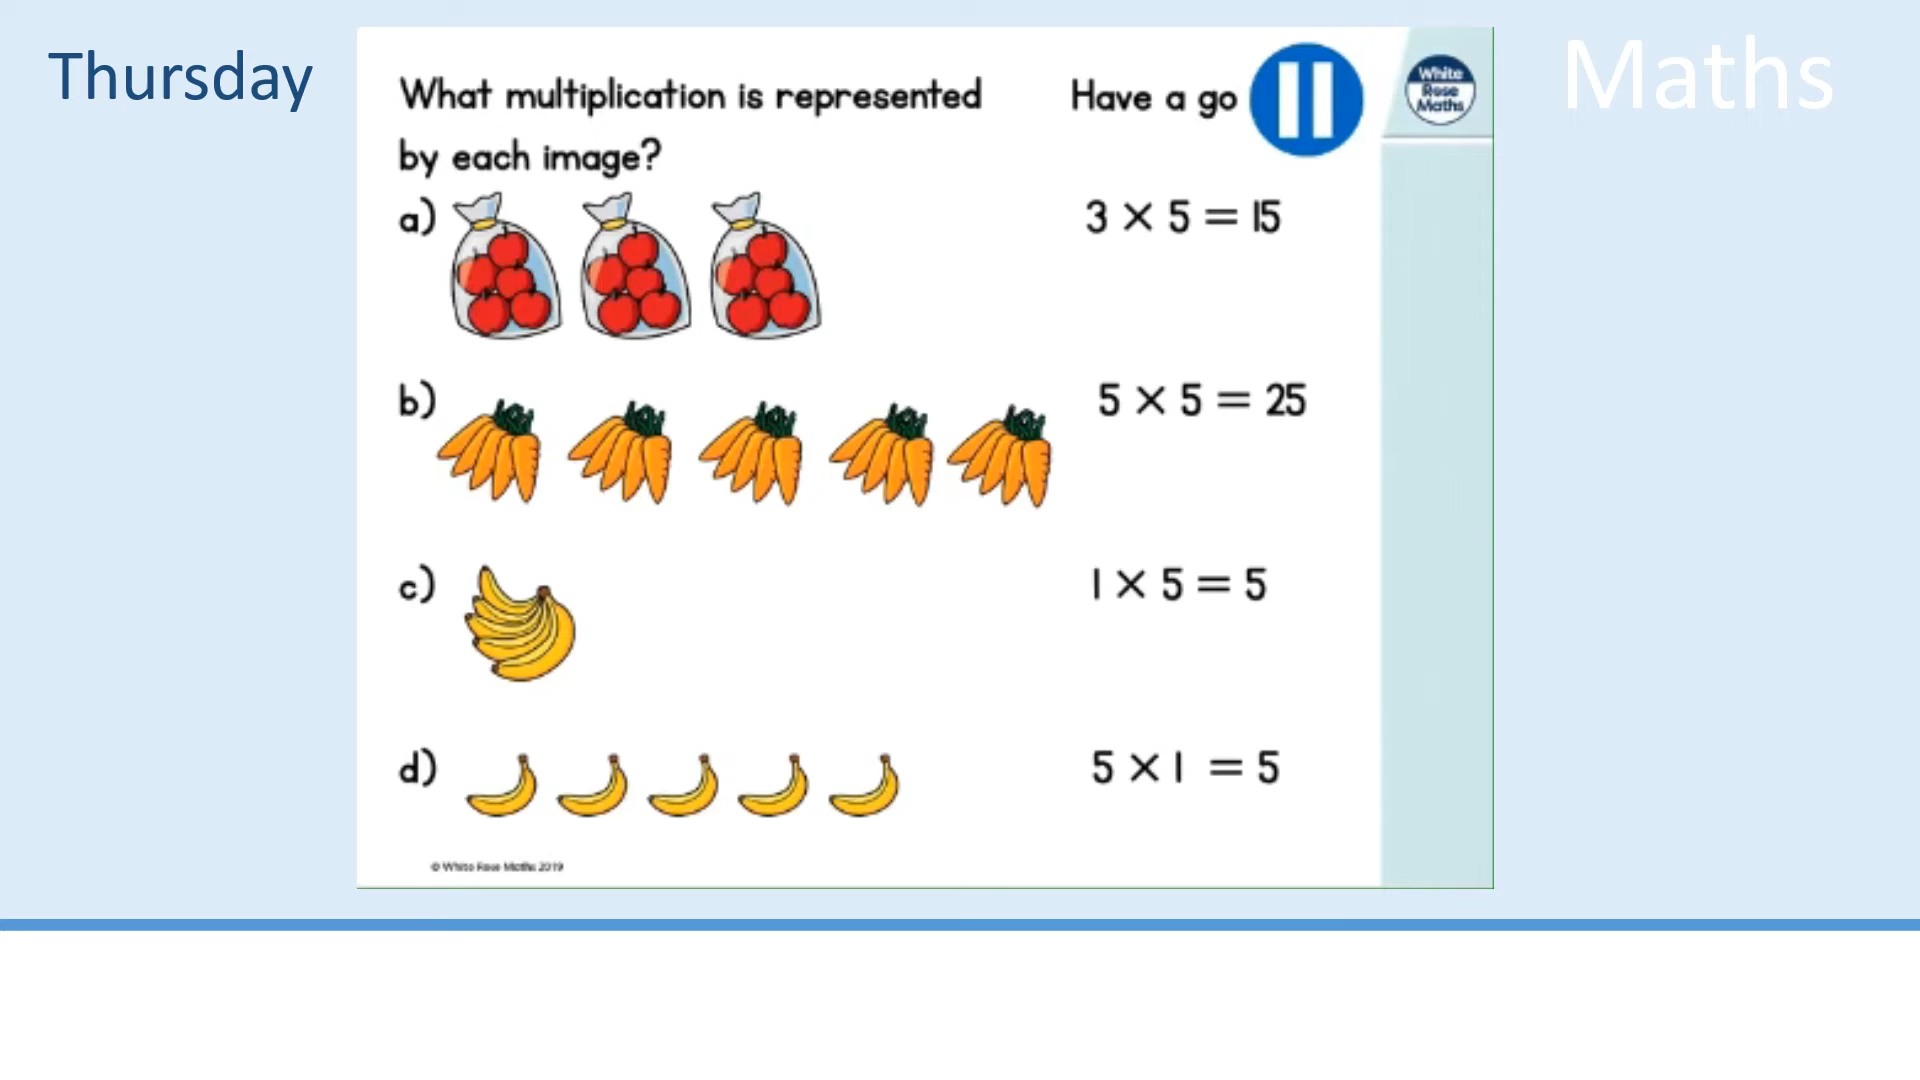 Thursday
Maths
What multiplication is represented
by each image?
Have a go
White
Rose
Maths
a)
3 × 5 = 15
b)
5 × 5 = 25
c)
1 × 5 = 5
d)
5 × 1 = 5
© White Rose Maths 2019